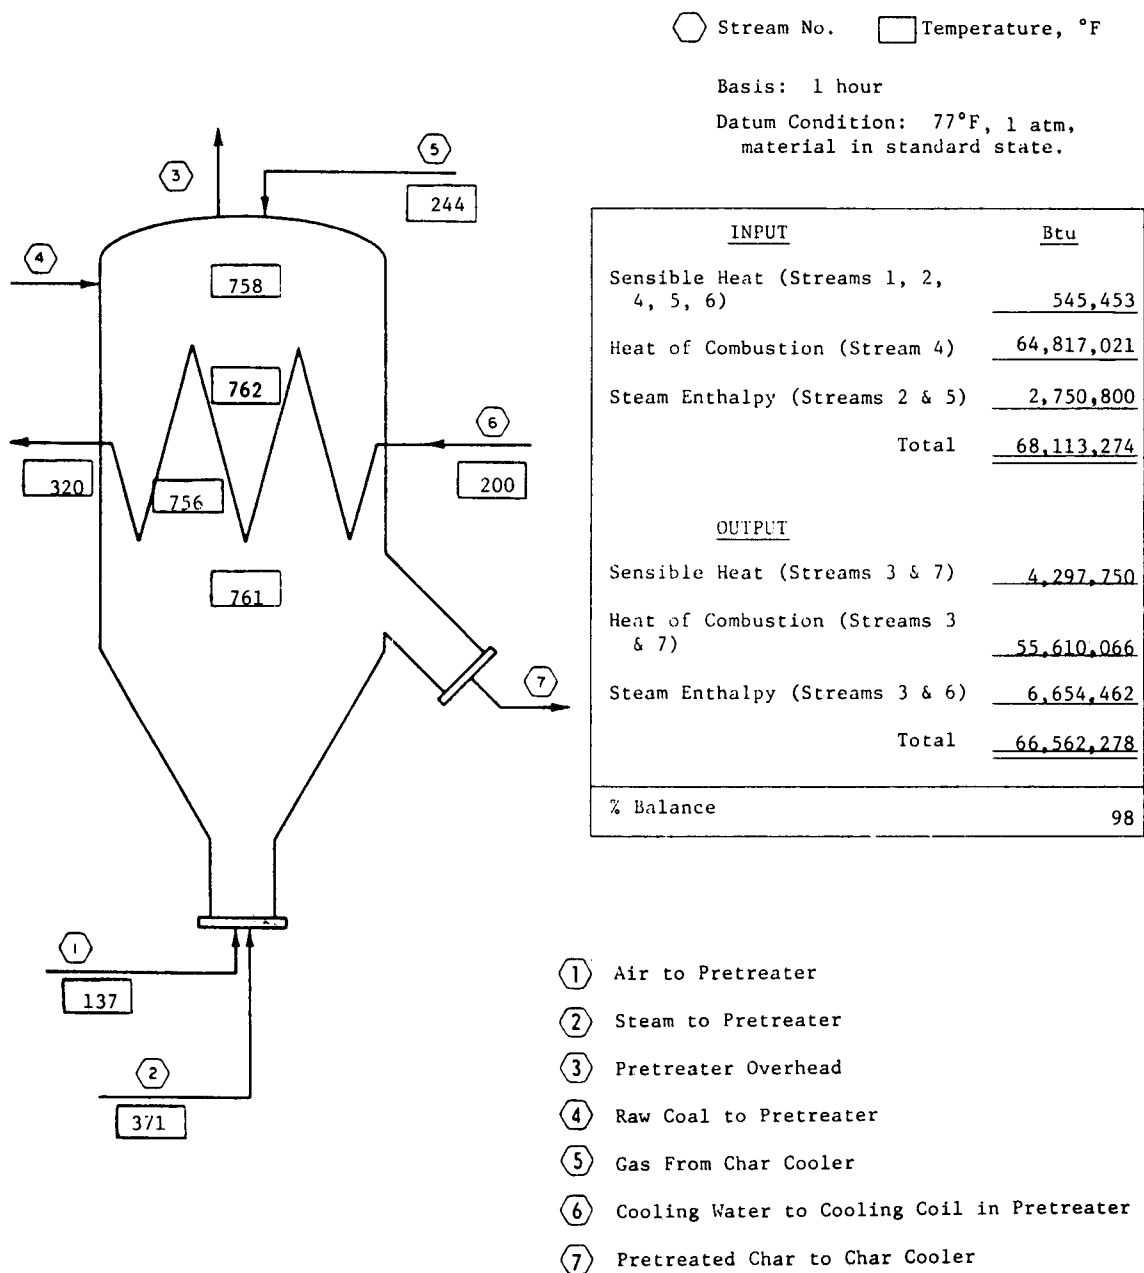 Stream No.
Temperature, °F
Basis: 1 hour
Datum Condition: 77°F, 1 atm,
material in standard state.
5
3
244
4
758
762
6
320
756
200
761
7
1
137
2
371
INPUT Btu
Sensible Heat (Streams 1, 2,
4, 5, 6) 545,453
Heat of Combustion (Stream 4) 64,817,021
Steam Enthalpy (Streams 2 & 5) 2,750,800
Total 68,113,274
OUTPUT
Sensible Heat (Streams 3 & 7) 4,297,750
Heat of Combustion (Streams 3
& 7) 55,610,066
Steam Enthalpy (Streams 3 & 6) 6,654,462
Total 66,562,278
% Balance 98
1 Air to Pretreater
2 Steam to Pretreater
3 Pretreater Overhead
4 Raw Coal to Pretreater
5 Gas From Char Cooler
6 Cooling Water to Cooling Coil in Pretreater
7 Pretreated Char to Char Cooler